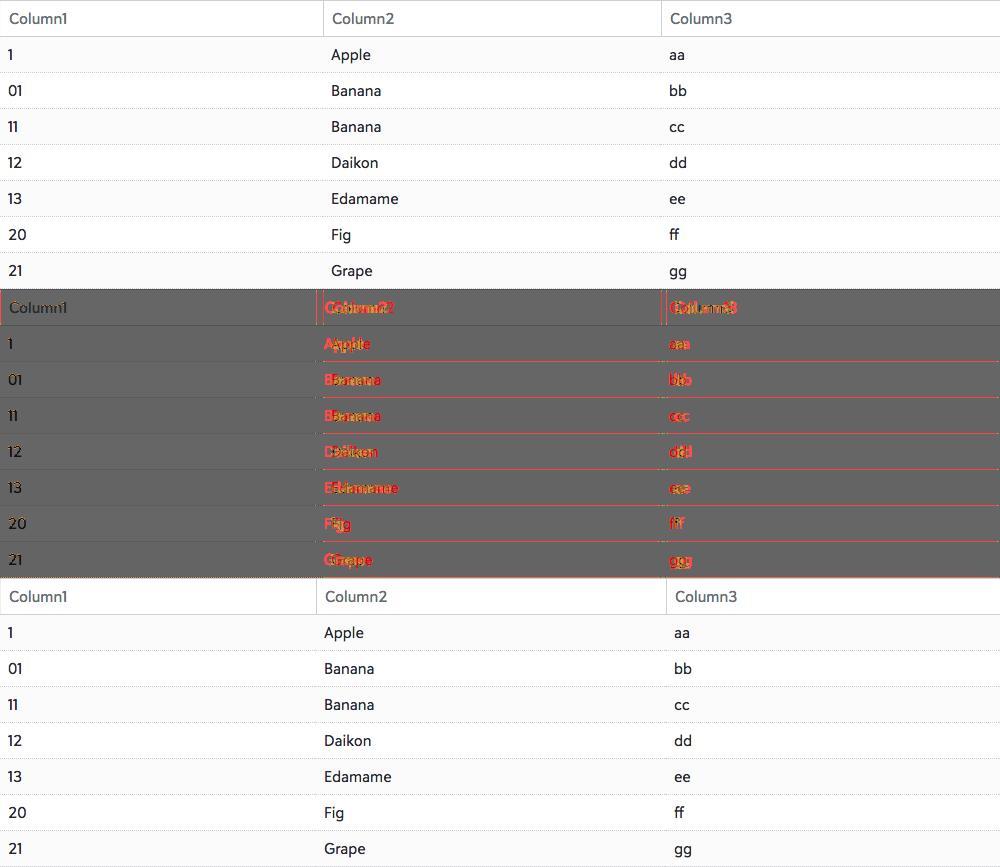 Column1 Column2 Column3
1 Apple aa
01 Banana bb
11 Banana cc
12 Daikon dd
13 Edamame ee
20 Fig ff
21 Grape gg
Column1 Column2 Column3
1 Apple aa
01 Banana bb
11 Banana cc
12 Daikon dd
13 Edamame ee
20 Fig ff
21 Grape gg
Column1 Column2 Column3
1 Apple aa
01 Banana bb
11 Banana cc
12 Daikon dd
13 Edamame ee
20 Fig ff
21 Grape gg